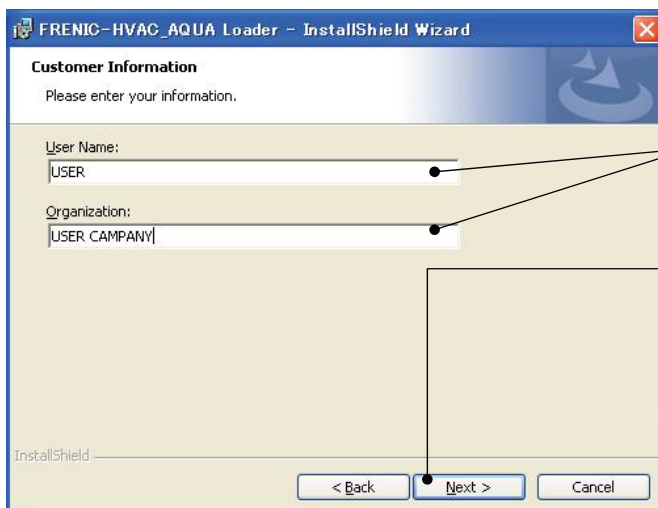 FRENIC-HVAC_AQUA Loader - InstallShield Wizard
Customer Information
Please enter your information.
User Name:
USER
Organization:
USER CAMPANY
InstallShield
< Back Next > Cancel